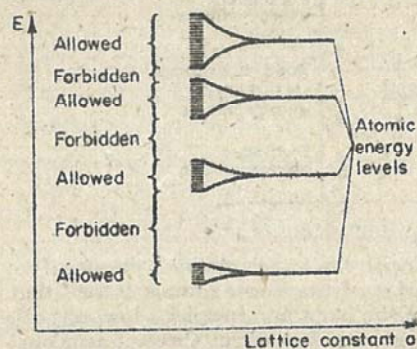 E
Allowed
Forbidden
Allowed
Forbidden
Allowed
Forbidden
Allowed
Atomic
energy
levels
Lattice constant a